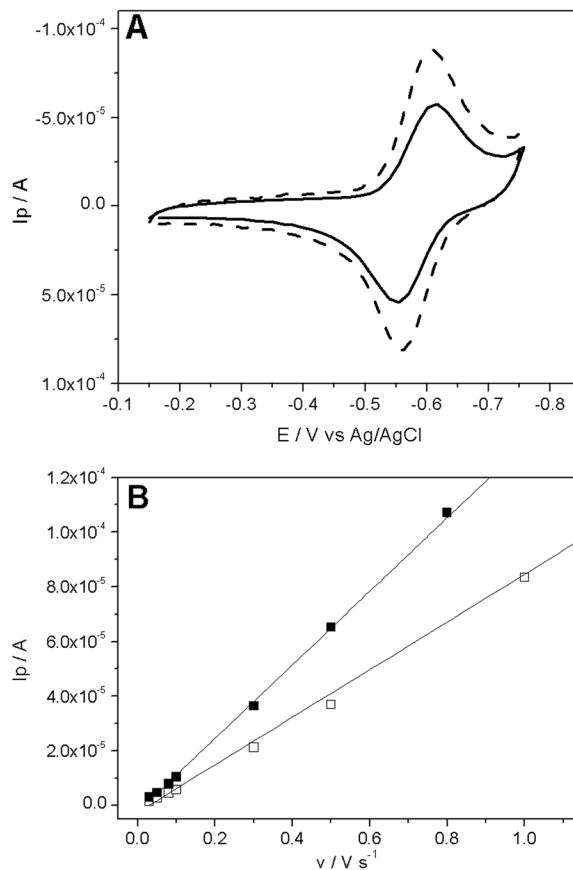 A
-1.0x10⁻⁴
-5.0x10⁻⁵
0.0
5.0x10⁻⁵
1.0x10⁻⁴
Ip / A
-0.1 -0.2 -0.3 -0.4 -0.5 -0.6 -0.7 -0.8
E / V vs Ag/AgCl
B
1.2x10⁻⁴
1.0x10⁻⁴
8.0x10⁻⁵
6.0x10⁻⁵
4.0x10⁻⁵
2.0x10⁻⁵
0.0
Ip / A
0.0 0.2 0.4 0.6 0.8 1.0
v / V s⁻¹